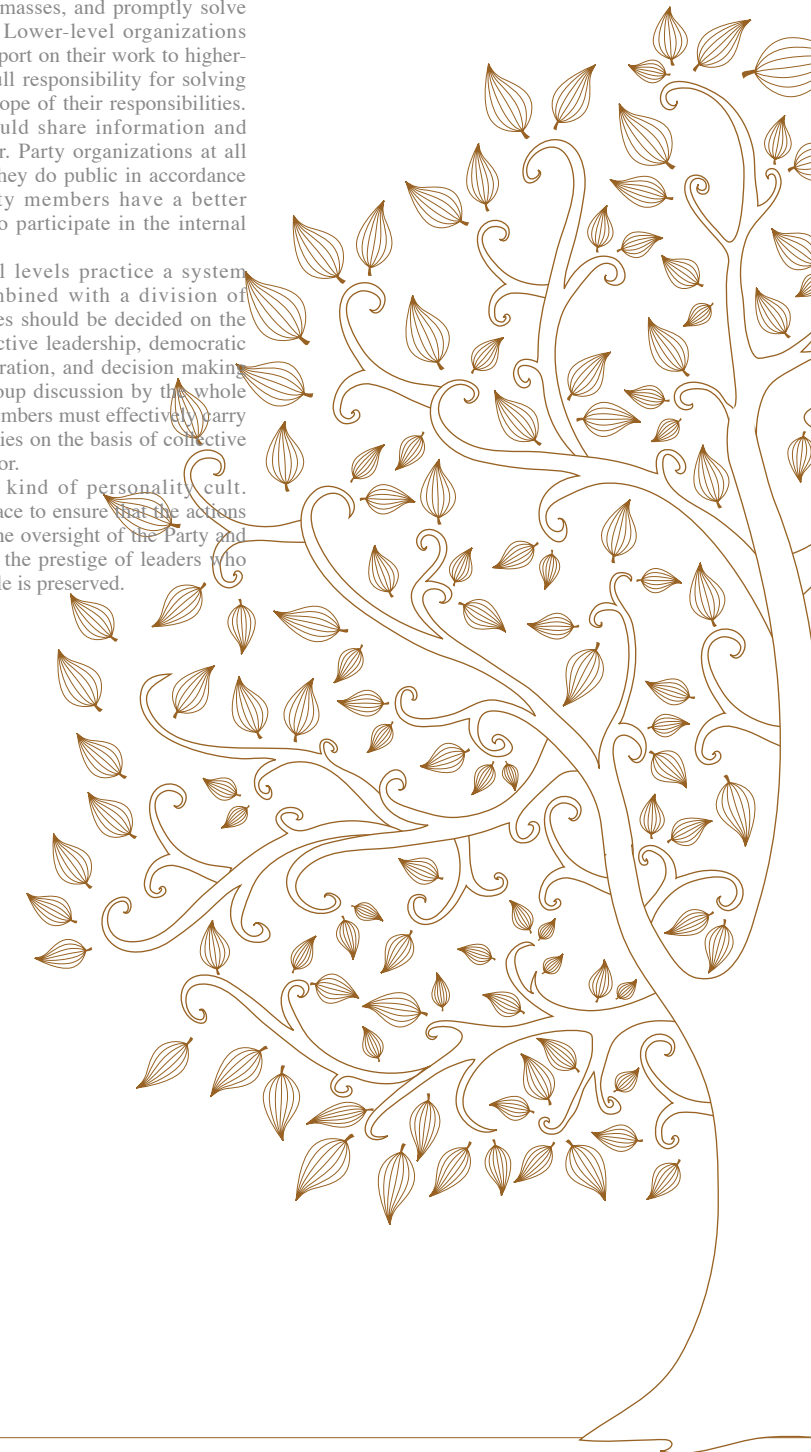 masses, and promptly solve
Lower-level organizations
port on their work to higher-
ull responsibility for solving
ope of their responsibilities.
uld share information and
r. Party organizations at all
hey do public in accordance
ty members have a better
o participate in the internal
l levels practice a system
mbined with a division of
es should be decided on the
ctive leadership, democratic
ration, and decision making
oup discussion by the whole
embers must effectively carry
ties on the basis of collective
or.
kind of personality cult.
ace to ensure that the actions
he oversight of the Party and
the prestige of leaders who
le is preserved.